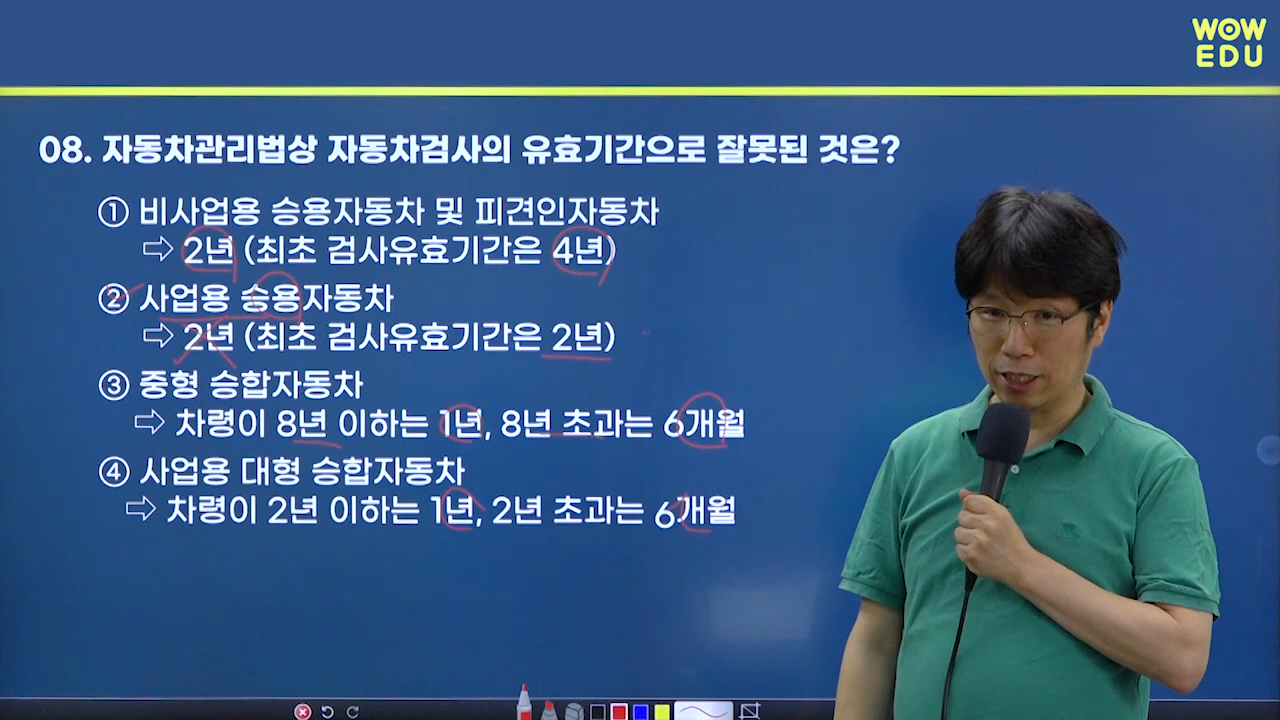 WOW
EDU
08. 자동차관리법상 자동차검사의 유효기간으로 잘못된 것은?
① 비사업용 승용자동차 및 피견인자동차
⇨ 2년 (최초 검사유효기간은 4년)
② 사업용 승용자동차
⇨ 2년 (최초 검사유효기간은 2년)
③ 중형 승합자동차
⇨ 차령이 8년 이하는 1년, 8년 초과는 6개월
④ 사업용 대형 승합자동차
⇨ 차령이 2년 이하는 1년, 2년 초과는 6개월